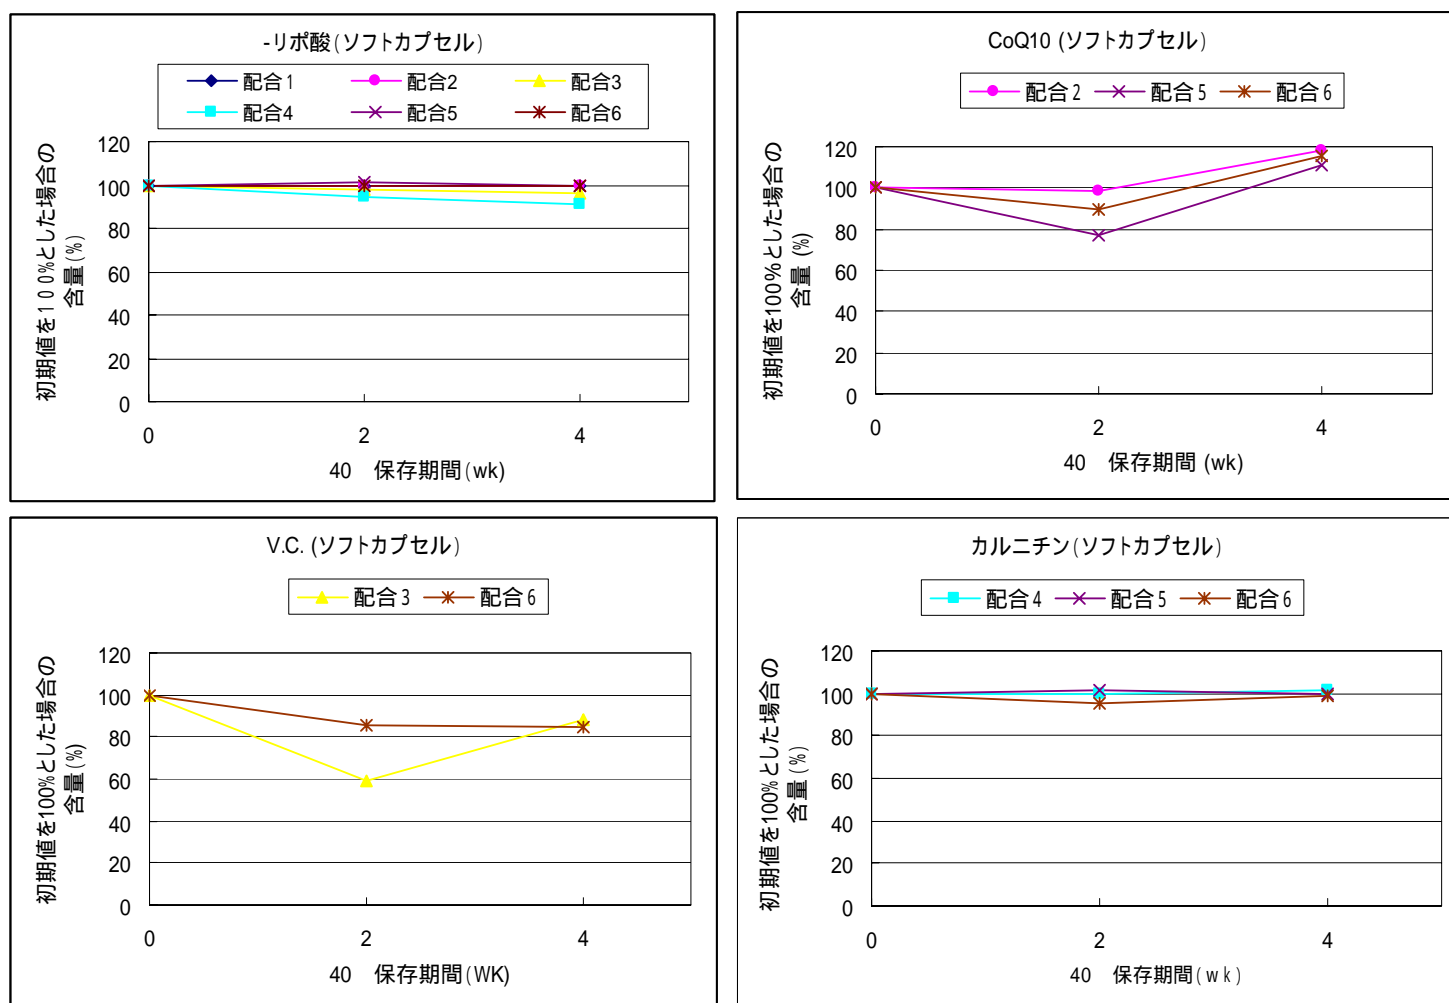 -リポ酸(ソフトカプセル)
配合1 配合2 配合3
配合4 配合5 配合6
初期値を100%とした場合の
含量(%)
120
100
80
60
40
20
0
0 2 4
40 保存期間(wk)
CoQ10 (ソフトカプセル)
配合2 配合5 配合6
初期値を100%とした場合の
含量 (%)
120
100
80
60
40
20
0
0 2 4
40 保存期間 (wk)
V.C. (ソフトカプセル)
配合3 配合6
初期値を100%とした場合の
含量(%)
120
100
80
60
40
20
0
0 2 4
40 保存期間(WK)
カルニチン(ソフトカプセル)
配合4 配合5 配合6
初期値を100%とした場合の
含量(%)
120
100
80
60
40
20
0
0 2 4
40 保存期間(wk)